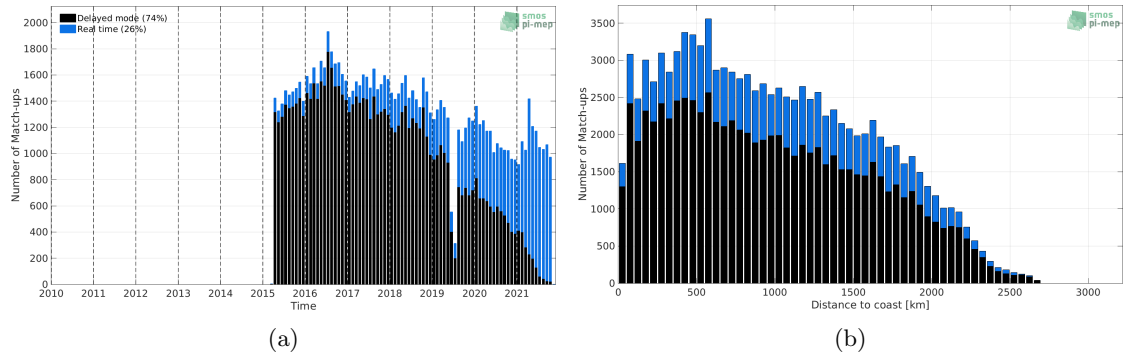 Delayed mode (74%)
Real time (26%)
smos
pi-mep
Number of Match-ups
2000
1800
1600
1400
1200
1000
800
600
400
200
0
2010 2011 2012 2013 2014 2015 2016 2017 2018 2019 2020 2021
Time
(a)
smos
pi-mep
Number of Match-ups
3500
3000
2500
2000
1500
1000
500
0
0 500 1000 1500 2000 2500 3000
Distance to coast [km]
(b)